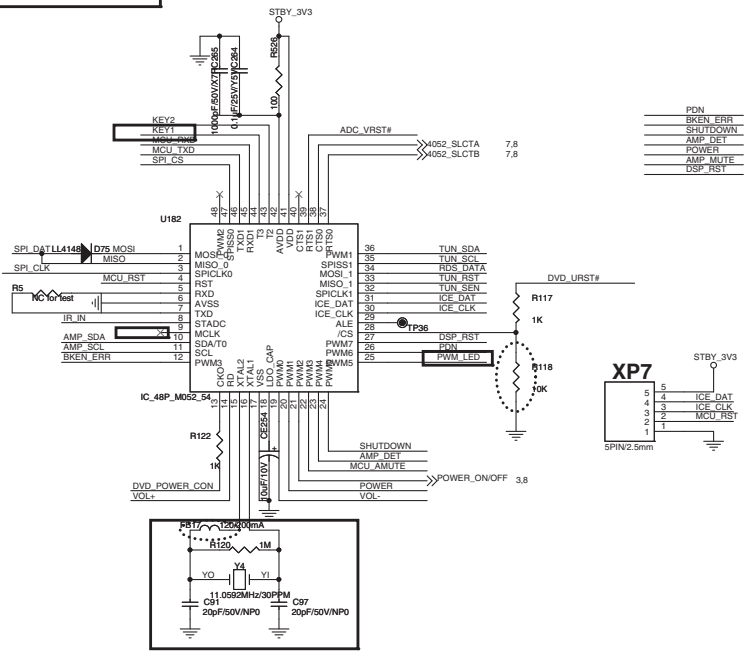 STBY_3V3
1000pF/50V/X7R C265
0.1uF/25V/Y5V C264
R526
100
KEY2
KEY1
MCU_RXD
MCU_TXD
SPI_CS
ADC_VRST#
4052_SLCTA 7,8
4052_SLCTB 7,8
PDN
BKEN_ERR
SHUTDOWN
AMP_DET
POWER
AMP_MUTE
DSP_RST
U182
48 47 46 45 44 43 42 41 40 39 38 37
PWM2
SPISS0
TXD1
RXD1
T3
T2
AVDD
VDD
CTS1
RTS1
CTS0
RTS0
SPI_DAT LL4148 D75 MOSI 1 MOSI_0
MISO 2 MISO_0
SPI_CLK 3 SPICLK0
MCU_RST 4 RST
R5 NC for test 5 RXD
6 AVSS
7 TXD
IR_IN 8 STADC
9 MCLK
AMP_SDA 10 SDA/T0
AMP_SCL 11 SCL
BKEN_ERR 12 PWM3
PWM1 36 TUN_SDA
SPISS1 35 TUN_SCL
MOSI_1 34 RDS_DATA
MISO_1 33 TUN_RST
SPICLK1 32 TUN_SEN
ICE_DAT 31 ICE_DAT
ICE_CLK 30 ICE_CLK
ALE 29 TP36
/CS 28
PWM7 27 DSP_RST
PWM6 26 PDN
PWM5 25 PWM_LED
DVD_URST#
R117
1K
R118
10K
CKO
RD
XTAL2
XTAL1
VSS
LDO_CAP
PWM0
PWM1
PWM2
PWM3
PWM4
IC_48P_M052_54
13 14 15 16 17 18 19 20 21 22 23 24
R122
1K
CE254
10uF/10V
DVD_POWER_CON
VOL+
SHUTDOWN
AMP_DET
MCU_AMUTE
POWER_ON/OFF 3,8
POWER
VOL-
XP7
STBY_3V3
5 5
4 4 ICE_DAT
3 3 ICE_CLK
2 2 MCU_RST
1 1
5PIN/2.5mm
FB17 120/200mA
R120 1M
YO Y4 YI
11.0592MHz/30PPM
C91
20pF/50V/NP0
C97
20pF/50V/NP0